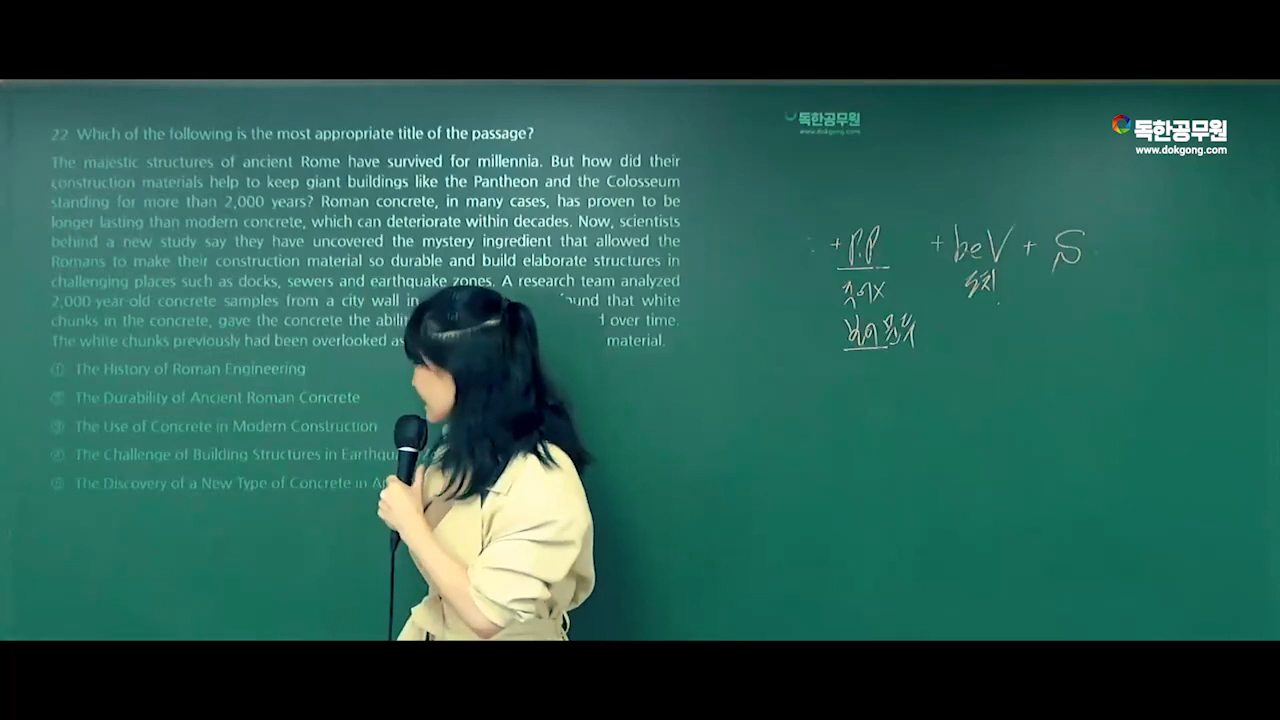 22 Which of the following is the most appropriate title of the passage?
The majestic structures of ancient Rome have survived for millennia. But how did their
construction materials help to keep giant buildings like the Pantheon and the Colosseum
standing for more than 2,000 years? Roman concrete, in many cases, has proven to be
longer lasting than modern concrete, which can deteriorate within decades. Now, scientists
behind a new study say they have uncovered the mystery ingredient that allowed the
Romans to make their construction material so durable and build elaborate structures in
challenging places such as docks, sewers and earthquake zones. A research team analyzed
2,000-year-old concrete samples from a city wall in found that white
chunks in the concrete, gave the concrete the over time.
The white chunks previously had been overlooked material.
① The History of Roman Engineering
② The Durability of Ancient Roman Concrete
③ The Use of Concrete in Modern Construction
④ The Challenge of Building Structures in
⑤ The Discovery of a New Type of Concrete in
독한공무원
www.dokgong.com
독한공무원
www.dokgong.com
+ P.P + beV + S
도치